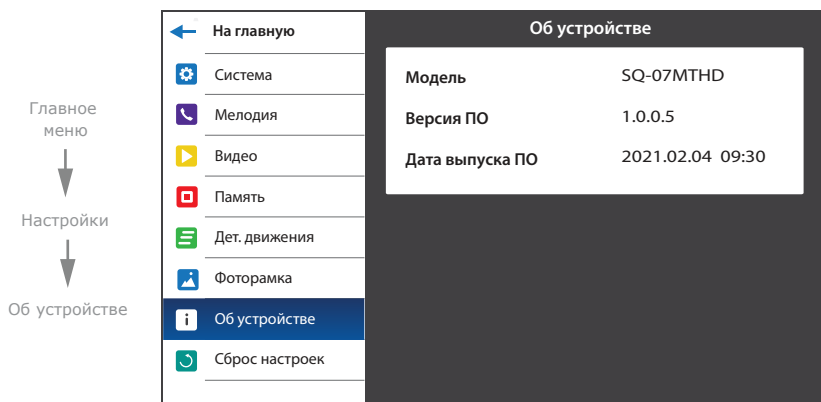 Главное
меню
Настройки
Об устройстве
На главную
Система
Мелодия
Видео
Память
Дет. движения
Фоторамка
Об устройстве
Сброс настроек
Об устройстве
Модель SQ-07MTHD
Версия ПО 1.0.0.5
Дата выпуска ПО 2021.02.04 09:30